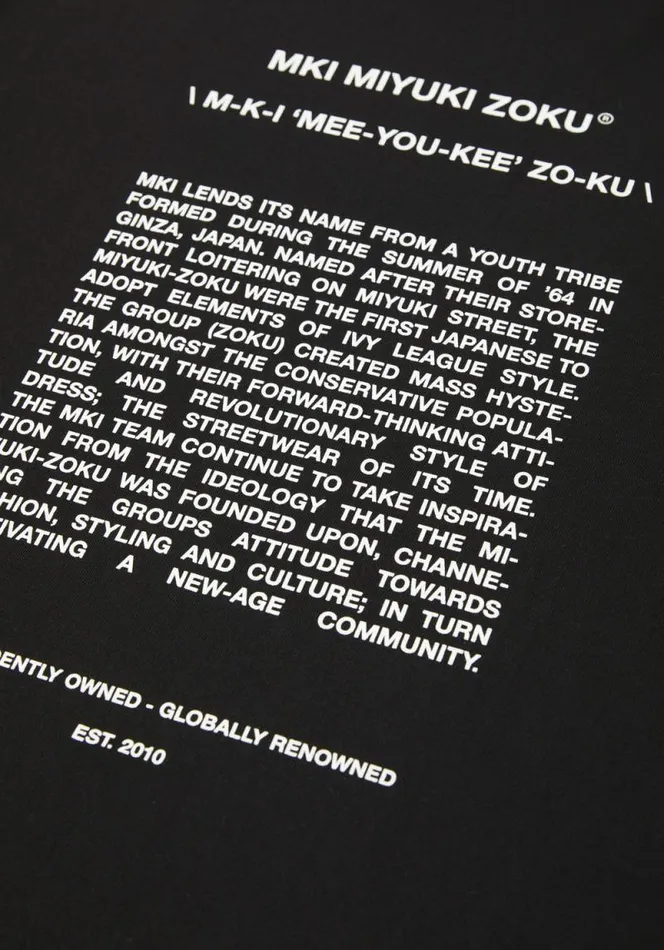 MKI MIYUKI ZOKU®
\ M-K-I ‘MEE-YOU-KEE’ ZO-KU \
MKI LENDS ITS NAME FROM A YOUTH TRIBE
FORMED DURING THE SUMMER OF ’64 IN
GINZA, JAPAN. NAMED AFTER THEIR STORE-
FRONT LOITERING ON MIYUKI STREET, THE
MIYUKI-ZOKU WERE THE FIRST JAPANESE TO
ADOPT ELEMENTS OF IVY LEAGUE STYLE.
THE GROUP (ZOKU) CREATED MASS HYSTE-
RIA AMONGST THE CONSERVATIVE POPULA-
TION, WITH THEIR FORWARD-THINKING ATTI-
TUDE AND REVOLUTIONARY STYLE OF
DRESS; THE STREETWEAR OF ITS TIME.
THE MKI TEAM CONTINUE TO TAKE INSPIRA-
TION FROM THE IDEOLOGY THAT THE MI-
YUKI-ZOKU WAS FOUNDED UPON, CHANNE-
NG THE GROUPS ATTITUDE TOWARDS
HION, STYLING AND CULTURE; IN TURN
IVATING A NEW-AGE COMMUNITY.
ENTLY OWNED - GLOBALLY RENOWNED
EST. 2010